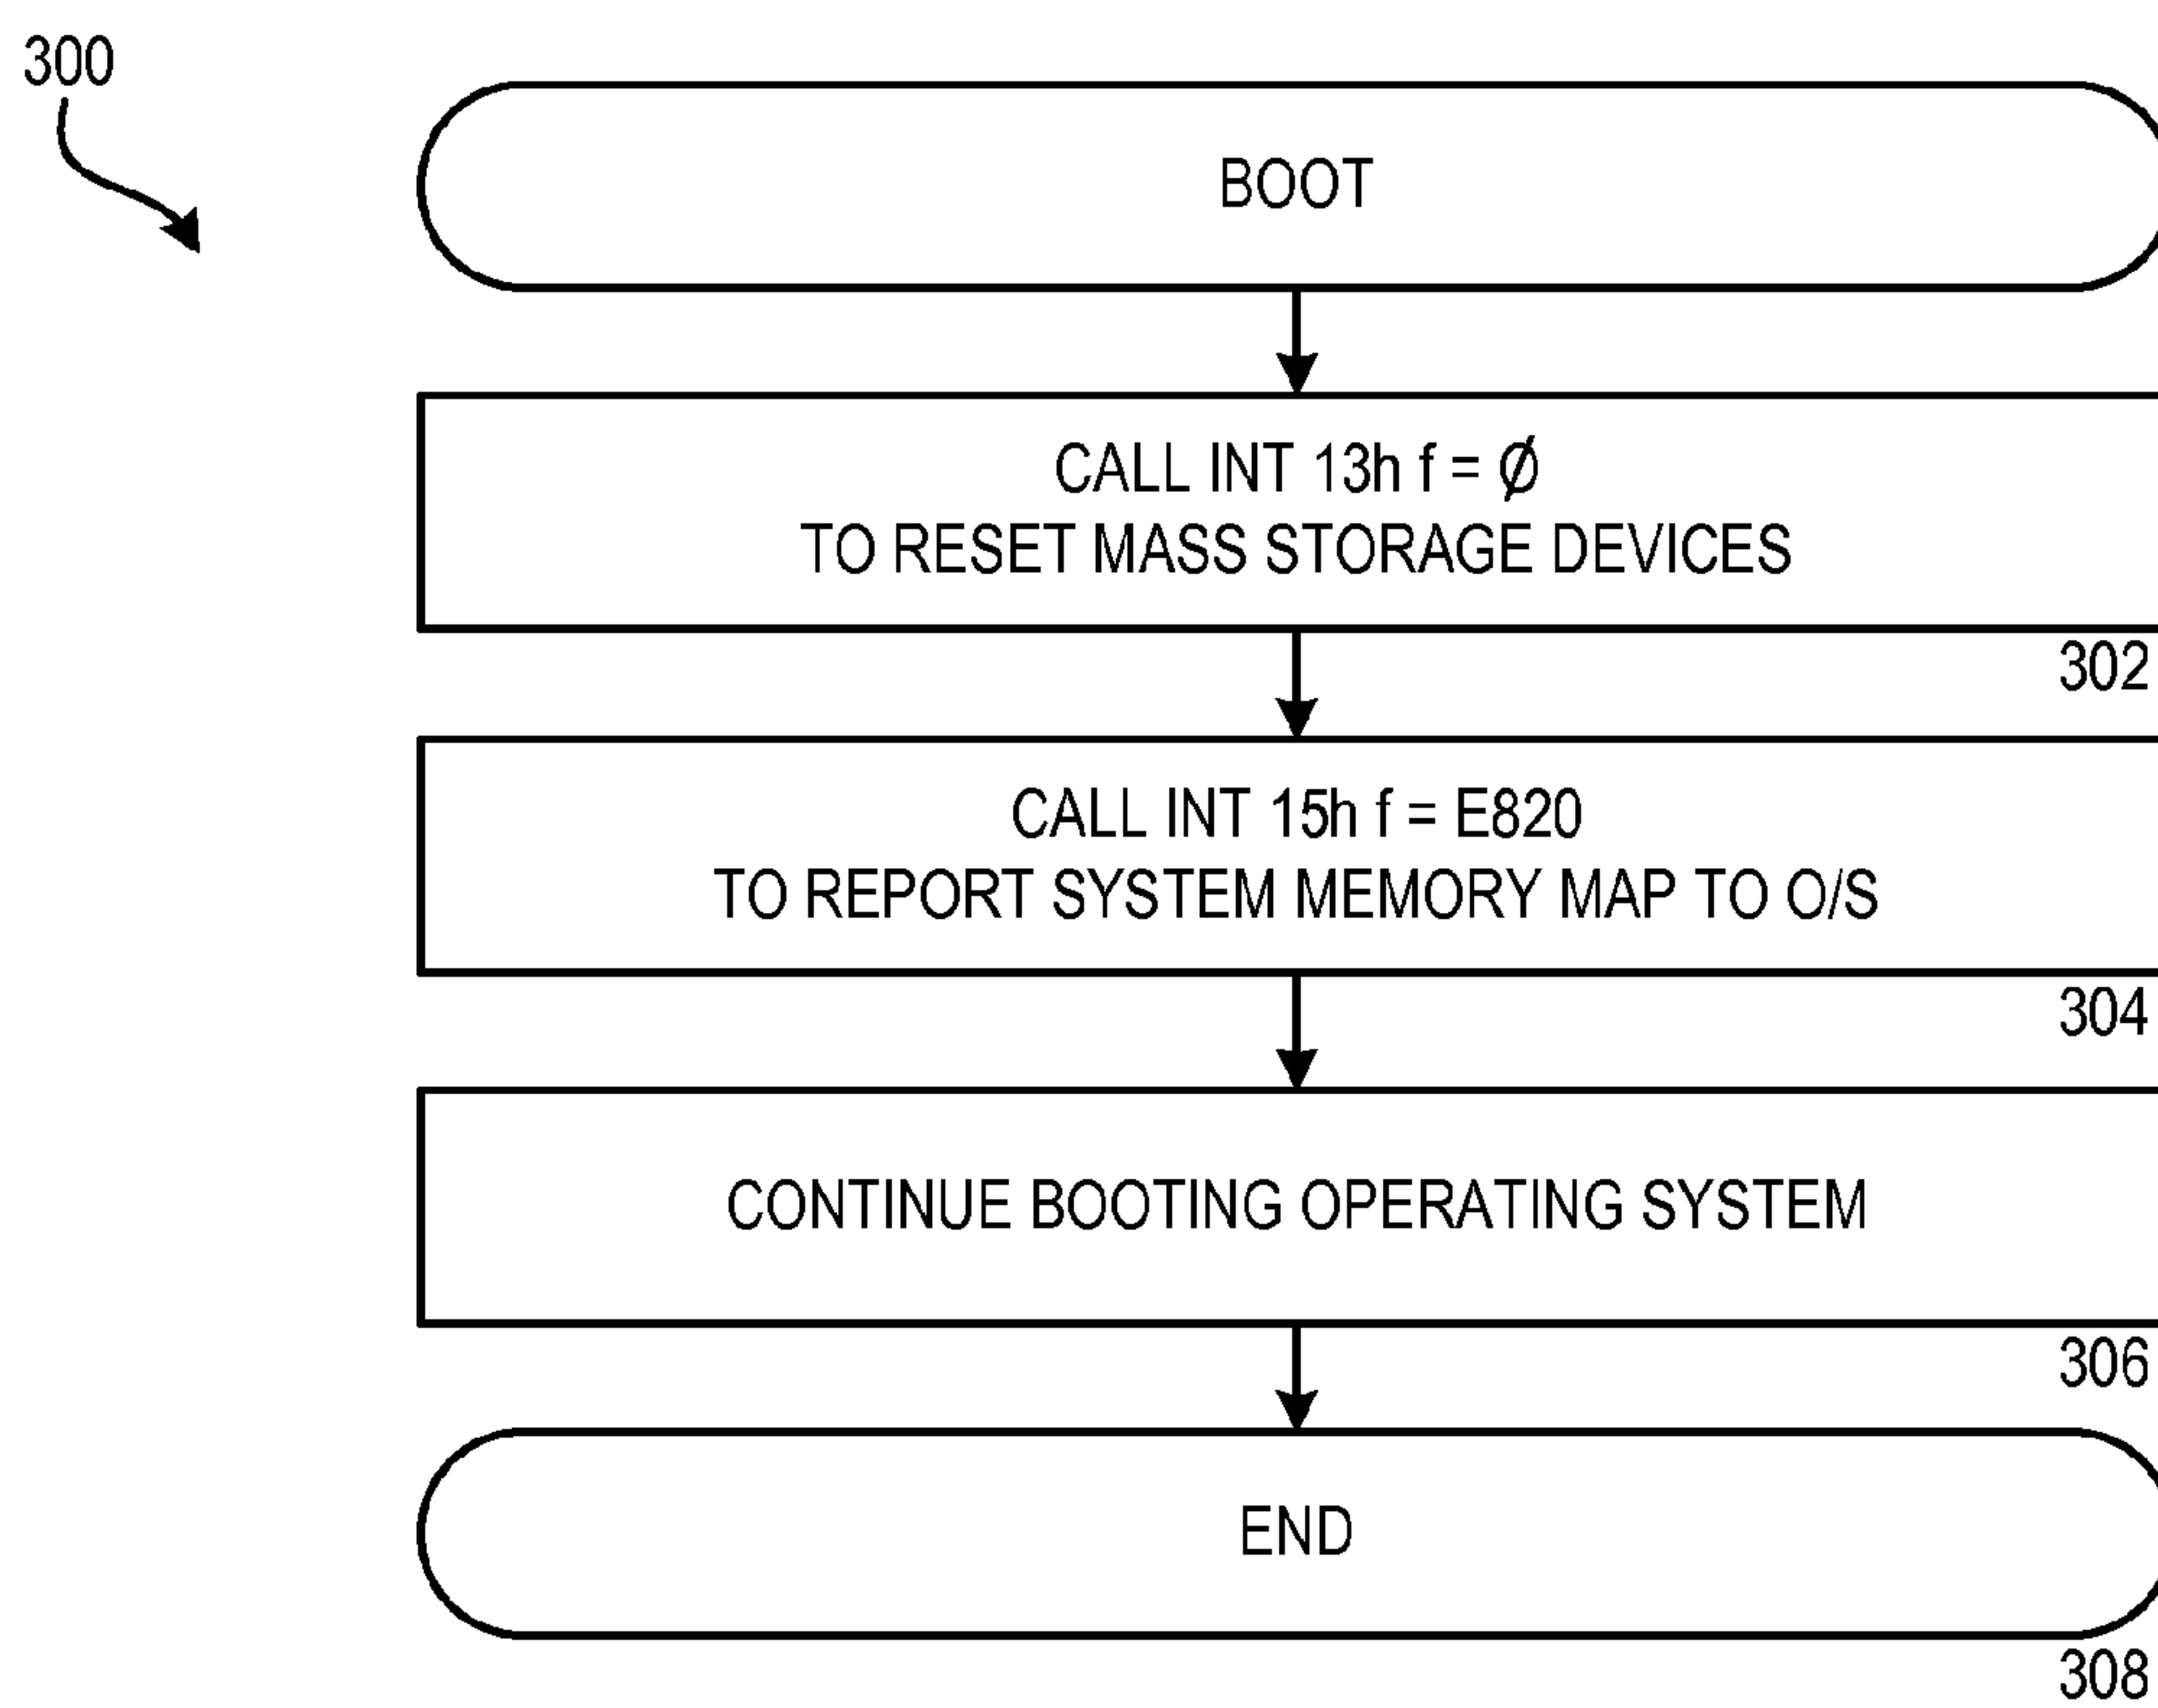 300
BOOT
CALL INT 13h f = Ø
TO RESET MASS STORAGE DEVICES
302
CALL INT 15h f = E820
TO REPORT SYSTEM MEMORY MAP TO O/S
304
CONTINUE BOOTING OPERATING SYSTEM
306
END
308